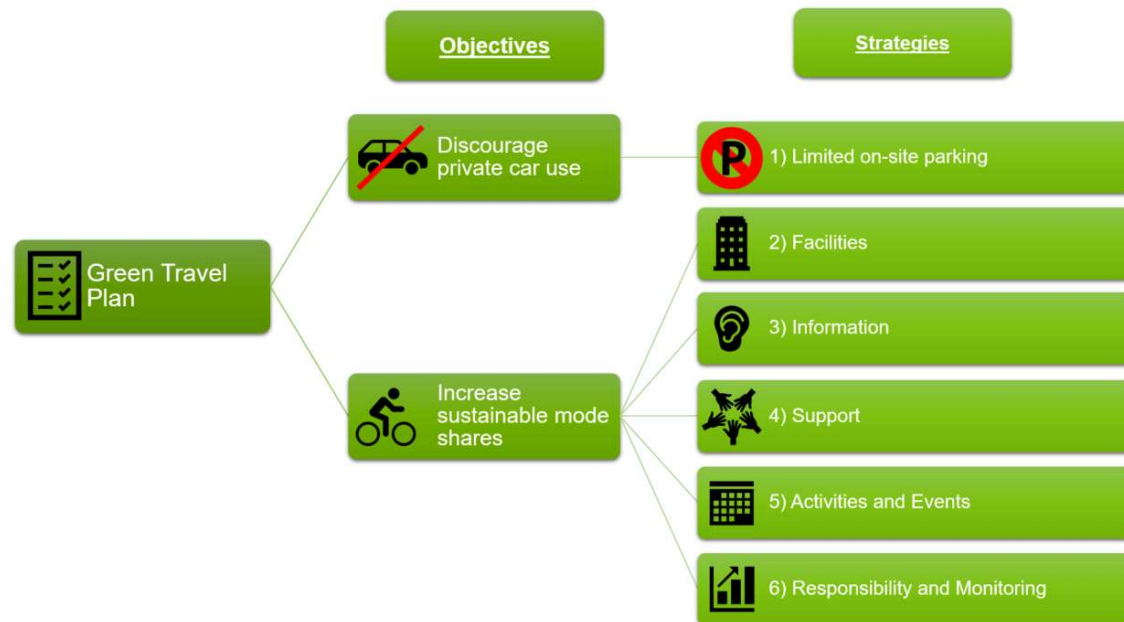 Objectives
Strategies
Green Travel
Plan
Discourage
private car use
Increase
sustainable mode
shares
P
1) Limited on-site parking
2) Facilities
3) Information
4) Support
5) Activities and Events
6) Responsibility and Monitoring